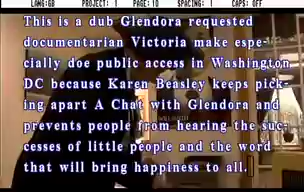 LANG:GB PROJECT: 1 PAGE:10 SPACING: 1 CAPS: OFF
This is a dub Glendora requested
documentarian Victoria make espe-
cially doe public access in Washington
DC because Karen Beasley keeps pick-
ing apart A Chat with Glendora and
prevents people from hearing the suc-
cesses of little people and the word
that will bring happiness to all.